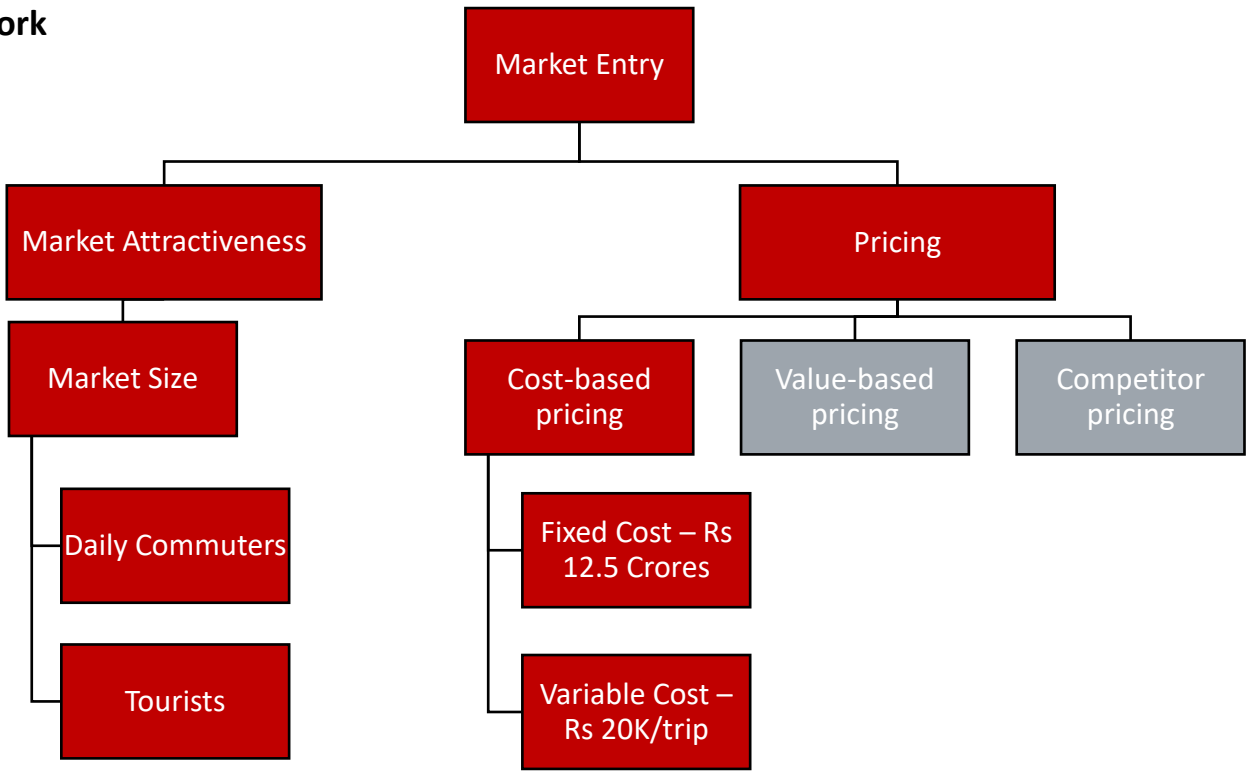 ork
Market Entry
Market Attractiveness
Pricing
Market Size
Cost-based
pricing
Value-based
pricing
Competitor
pricing
Daily Commuters
Fixed Cost – Rs
12.5 Crores
Tourists
Variable Cost –
Rs 20K/trip